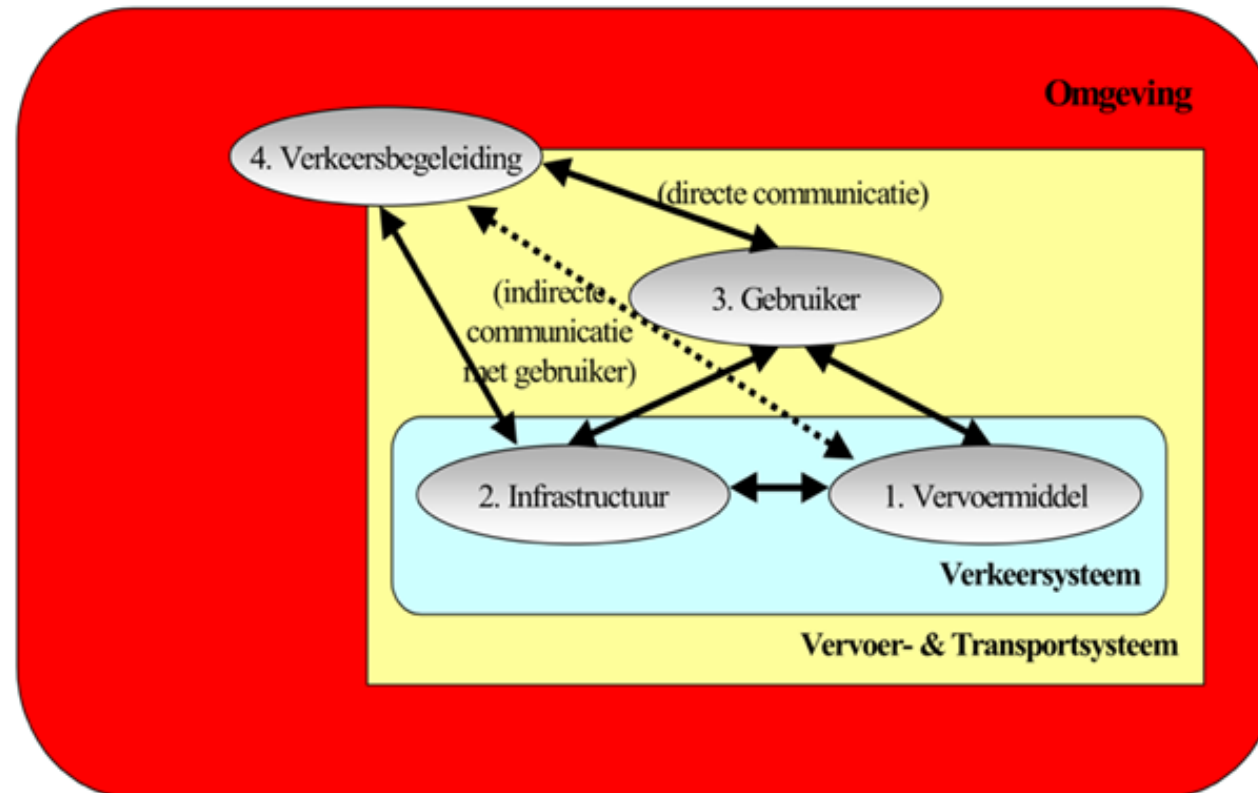 Omgeving
4. Verkeersbegeleiding
(directe communicatie)
(indirecte
communicatie
met gebruiker)
3. Gebruiker
2. Infrastructuur
1. Vervoermiddel
Verkeersysteem
Vervoer- & Transportsysteem